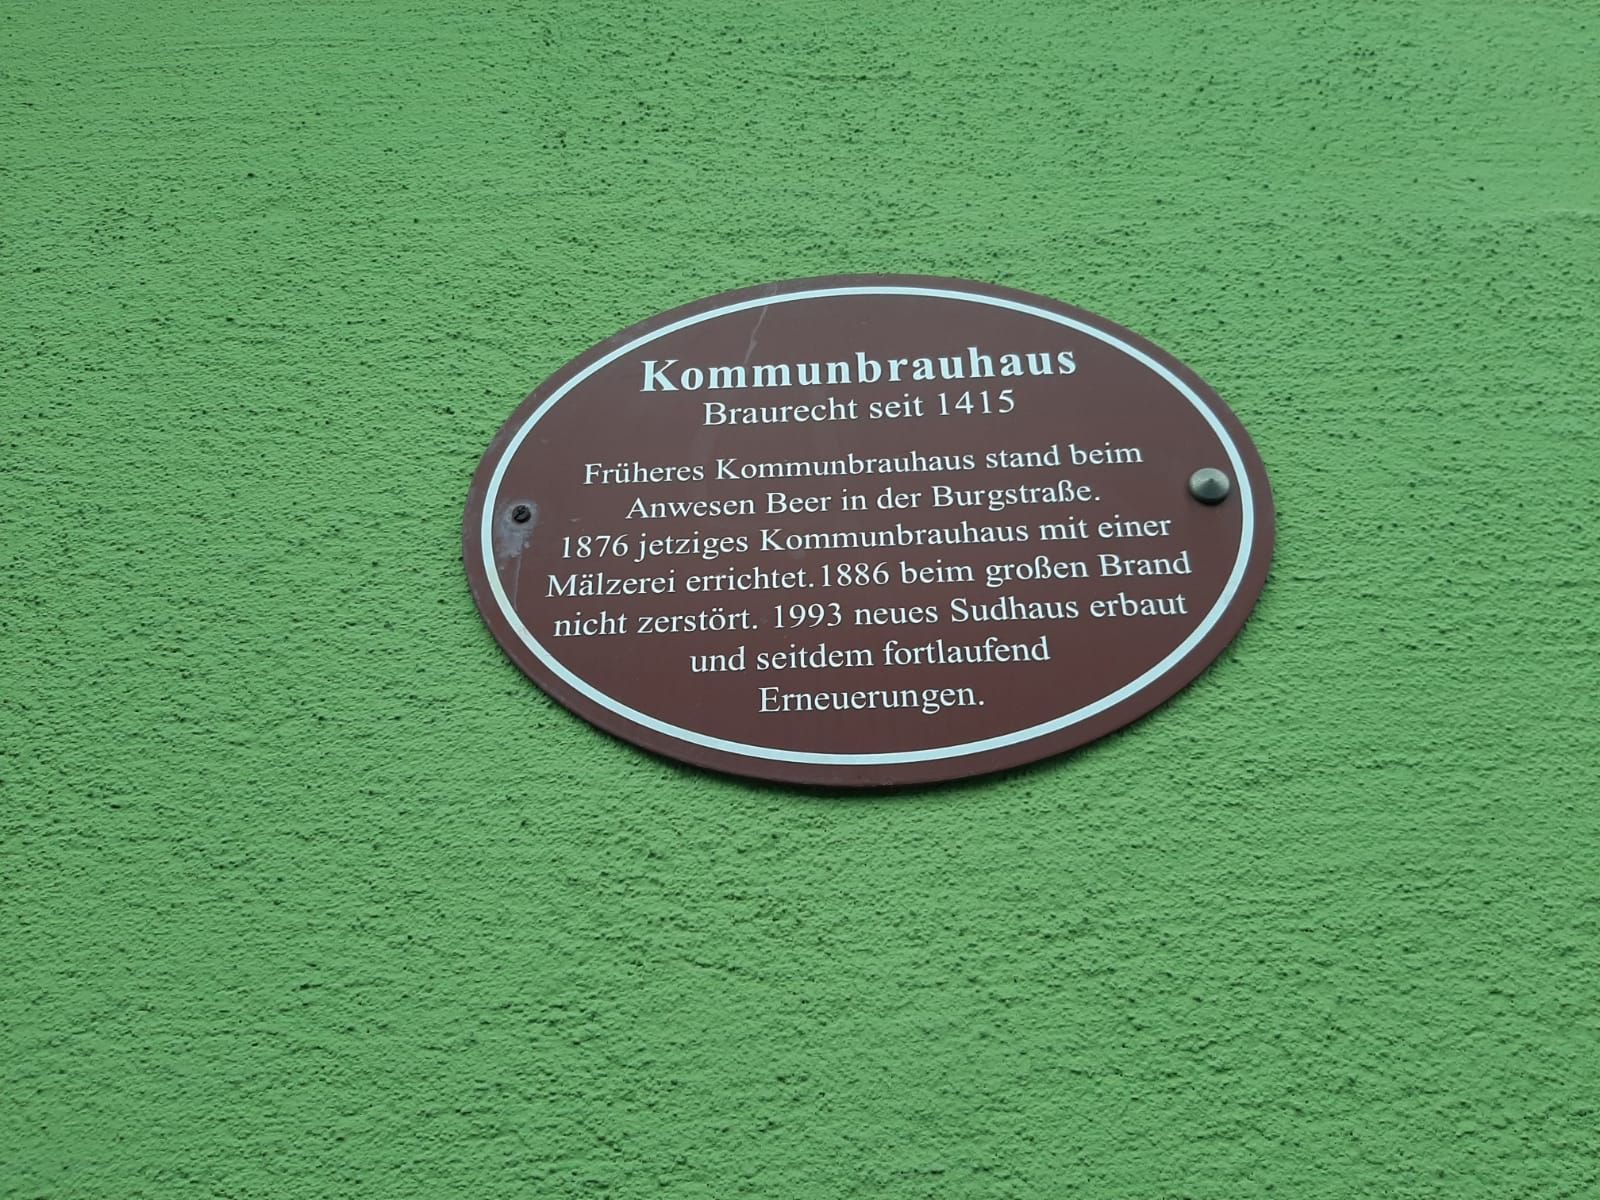 Kommunbrauhaus
Braurecht seit 1415
Früheres Kommunbrauhaus stand beim
Anwesen Beer in der Burgstraße.
1876 jetziges Kommunbrauhaus mit einer
Mälzerei errichtet. 1886 beim großen Brand
nicht zerstört. 1993 neues Sudhaus erbaut
und seitdem fortlaufend
Erneuerungen.